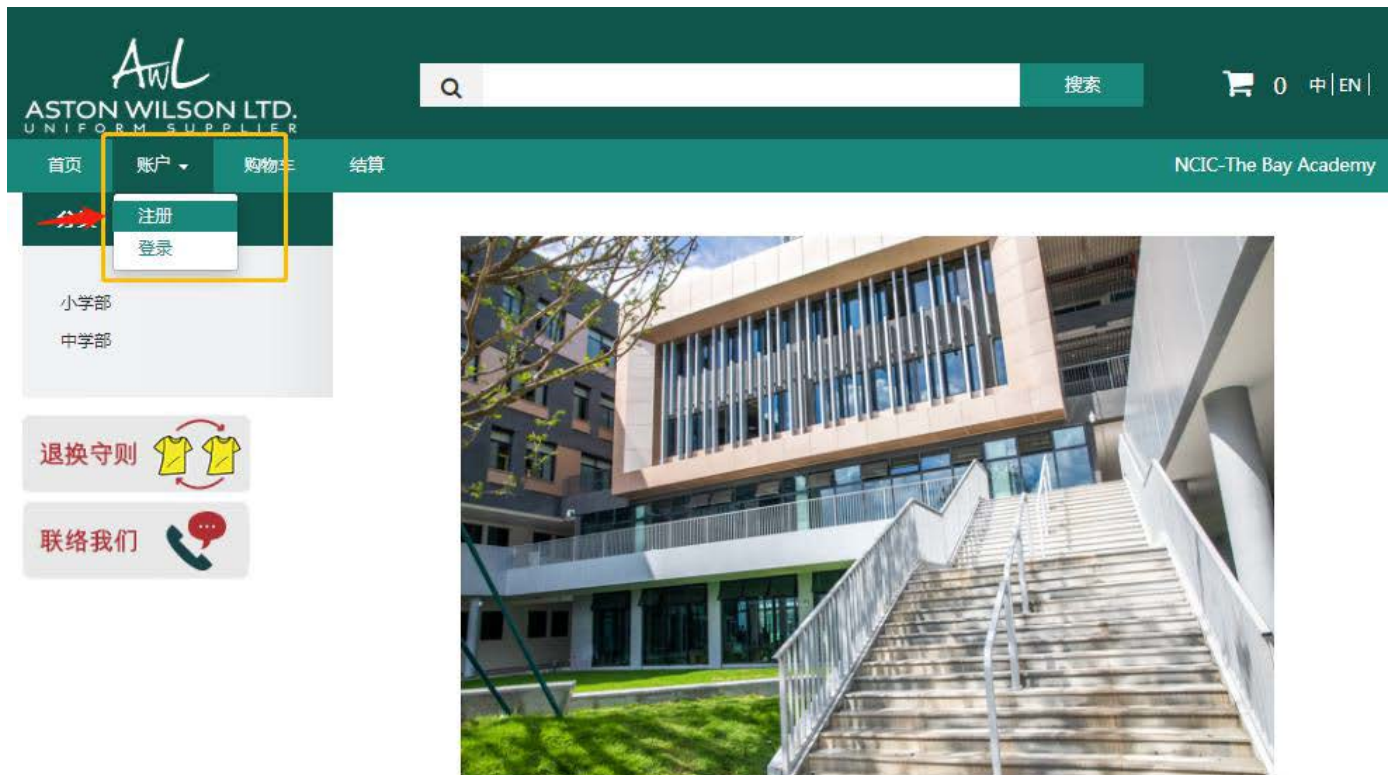 AWL
ASTON WILSON LTD.
UNIFORM SUPPLIER
搜索
0 中|EN|
首页 账户 购物车 结算 NCIC-The Bay Academy
分类
注册
登录
小学部
中学部
退换守则
联络我们